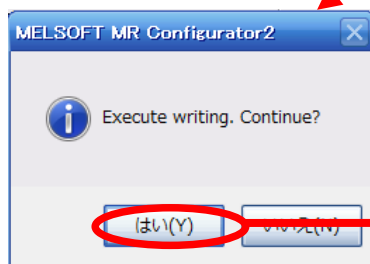 MELSOFT MR Configurator2
Execute writing. Continue?
はい(Y)
いいえ(N)